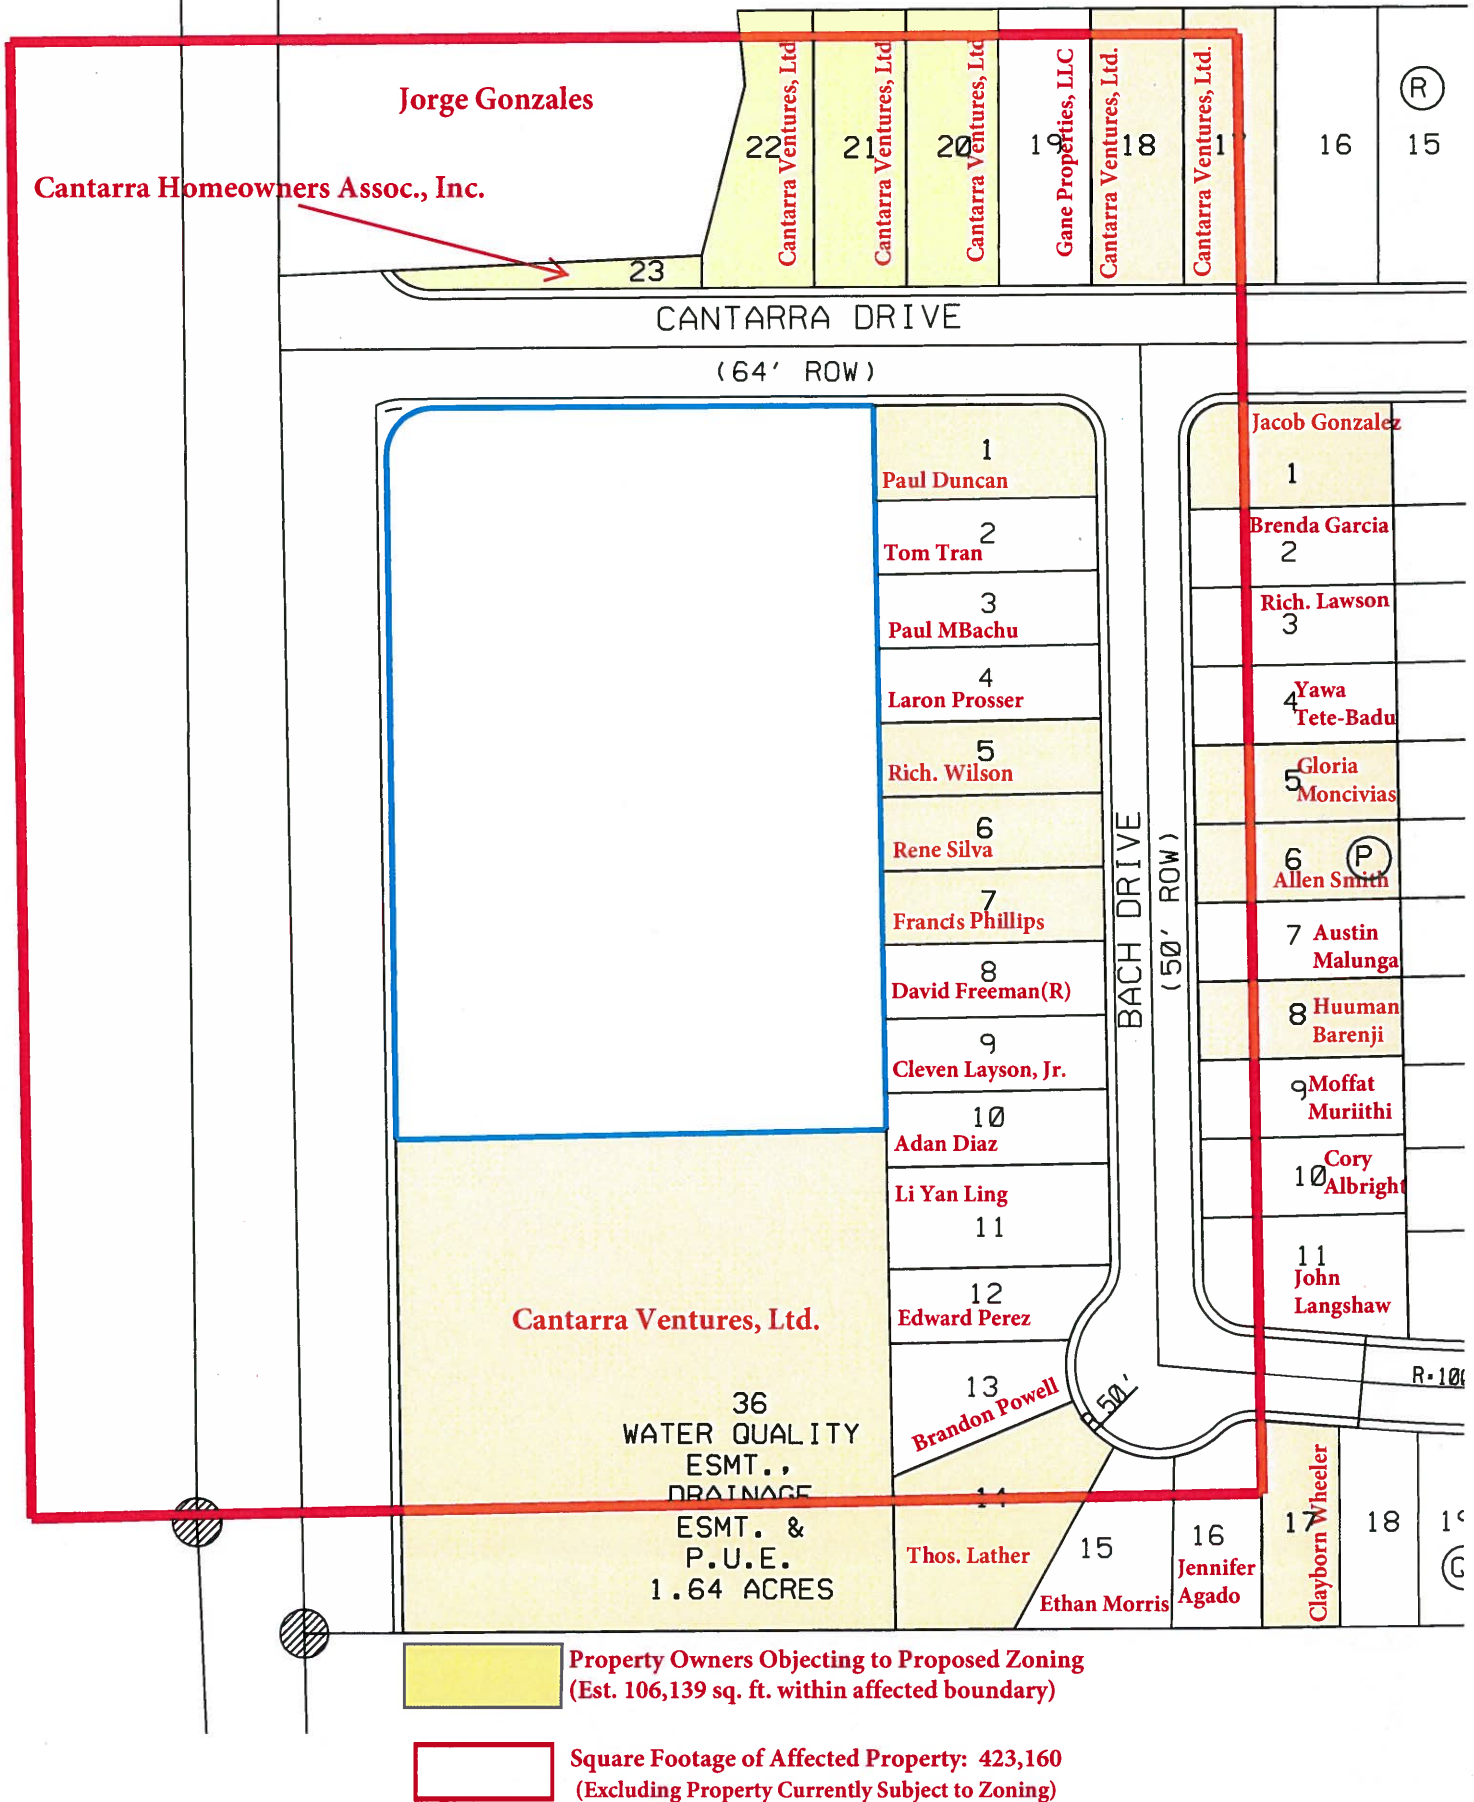 Jorge Gonzales
Cantarra Homeowners Assoc., Inc.
23
22
Cantarra Ventures, Ltd
21
Cantarra Ventures, Ltd
20
Cantarra Ventures, Ltd
19
Gane Properties, LLC
18
Cantarra Ventures, Ltd.
Cantarra Ventures, Ltd.
16
15
R
CANTARRA DRIVE
(64' ROW)
1
Paul Duncan
2
Tom Tran
3
Paul MBachu
4
Laron Prosser
5
Rich. Wilson
6
Rene Silva
7
Francis Phillips
8
David Freeman(R)
9
Cleven Layson, Jr.
10
Adan Diaz
Li Yan Ling
11
12
Edward Perez
13
Brandon Powell
14
Thos. Lather
15
Ethan Morris
16
Jennifer
Agado
17
Clayborn Wheeler
18
BACH DRIVE
(50' ROW)
50'
Jacob Gonzalez
1
Brenda Garcia
2
Rich. Lawson
3
4
Yawa
Tete-Badu
5
Gloria
Moncivias
6
P
Allen Smith
7
Austin
Malunga
8
Huuman
Barenji
9
Moffat
Muriithi
10
Cory
Albright
11
John
Langshaw
Cantarra Ventures, Ltd.
36
WATER QUALITY
ESMT.,
DRAINAGE
ESMT. &
P.U.E.
1.64 ACRES
Property Owners Objecting to Proposed Zoning
(Est. 106,139 sq. ft. within affected boundary)
Square Footage of Affected Property: 423,160
(Excluding Property Currently Subject to Zoning)